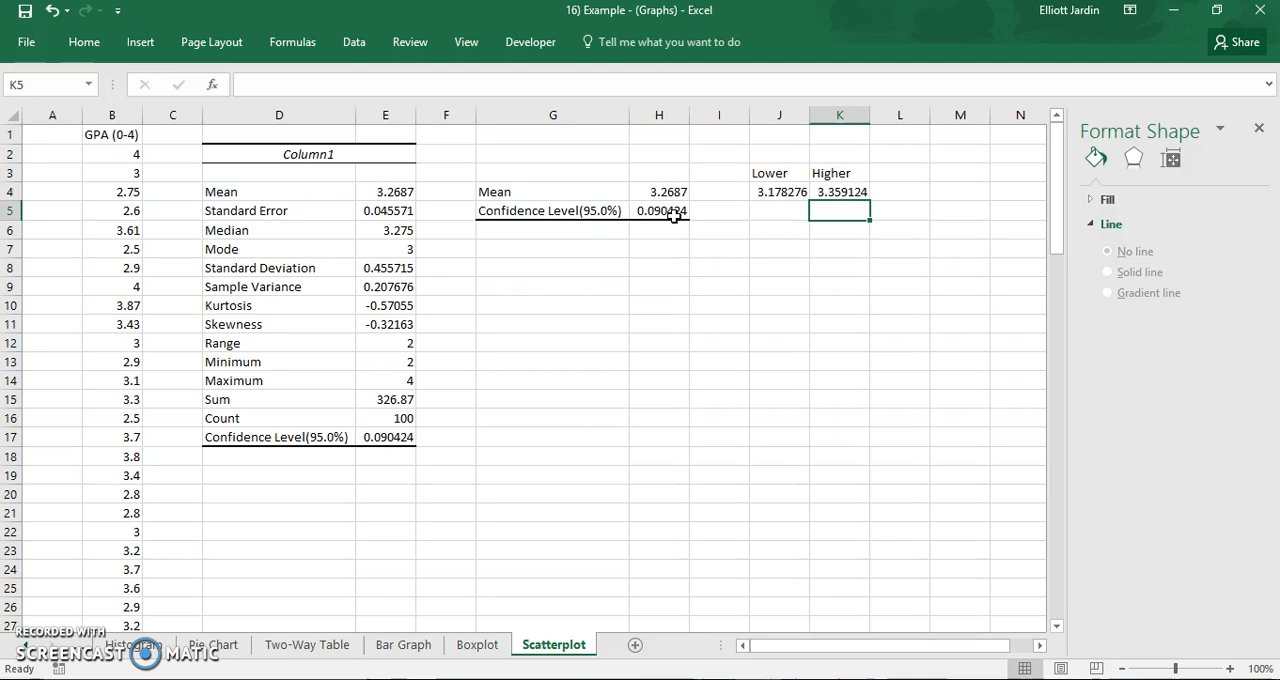 16) Example - (Graphs) - Excel
Elliott Jardin
File Home Insert Page Layout Formulas Data Review View Developer Tell me what you want to do Share
K5 fx
A B C D E F G H I J K L M N
1 GPA (0-4)
2 4 Column1
3 3 Lower Higher
4 2.75 Mean 3.2687 Mean 3.2687 3.178276 3.359124
5 2.6 Standard Error 0.045571 Confidence Level(95.0%) 0.090424
6 3.61 Median 3.275
7 2.5 Mode 3
8 2.9 Standard Deviation 0.455715
9 4 Sample Variance 0.207676
10 3.87 Kurtosis -0.57055
11 3.43 Skewness -0.32163
12 3 Range 2
13 2.9 Minimum 2
14 3.1 Maximum 4
15 3.3 Sum 326.87
16 2.5 Count 100
17 3.7 Confidence Level(95.0%) 0.090424
18 3.8
19 3.4
20 2.8
21 2.8
22 3
23 3.2
24 3.7
25 3.6
26 2.9
27 3.2
Format Shape
Fill
Line
No line
Solid line
Gradient line
Histogram Pie Chart Two-Way Table Bar Graph Boxplot Scatterplot
RECORDED WITH
SCREENCAST MATIC
Ready 100%